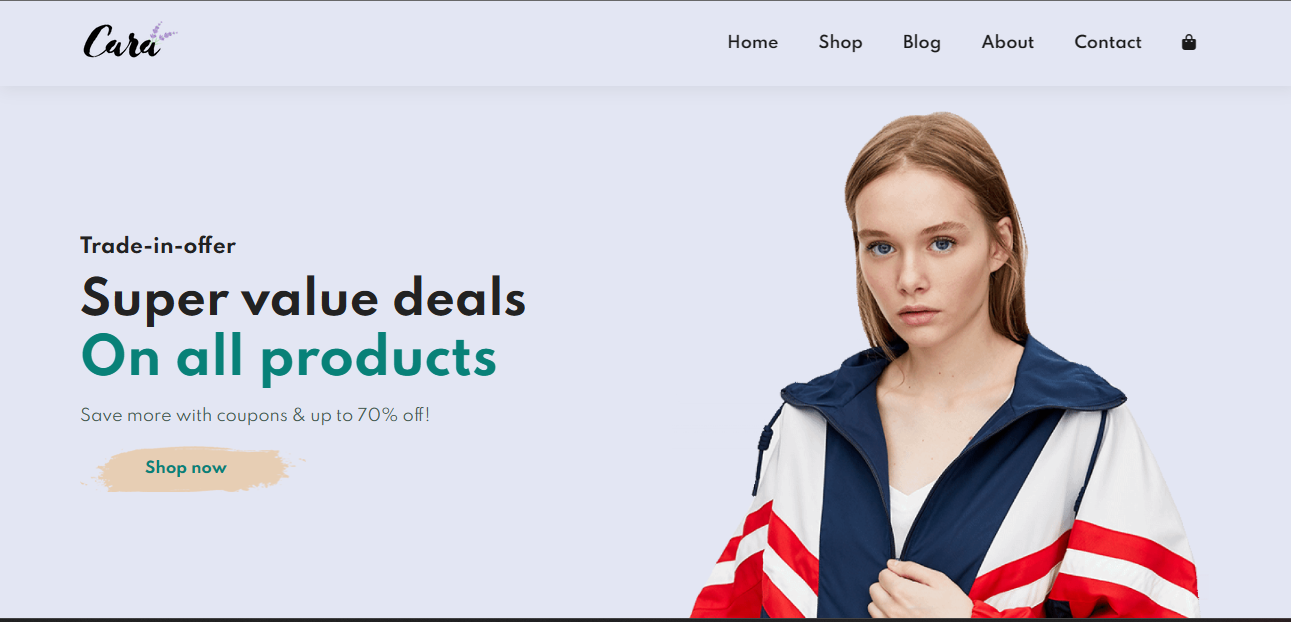 Cara
Home Shop Blog About Contact
Trade-in-offer
Super value deals
On all products
Save more with coupons & up to 70% off!
Shop now